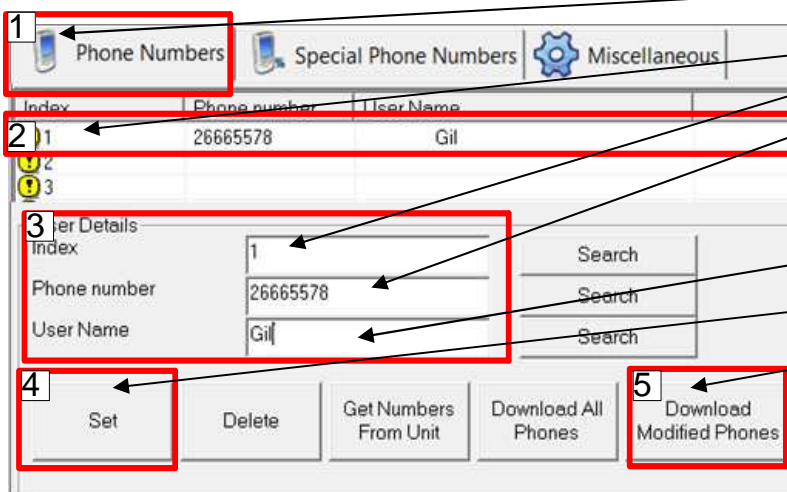 1
Phone Numbers Special Phone Numbers Miscellaneous
Index Phone number User Name
2 1 26665578 Gil
2
3
3
User Details
Index 1 Search
Phone number 26665578 Search
User Name Gil Search
4 5
Set Delete Get Numbers From Unit Download All Phones Download Modified Phones